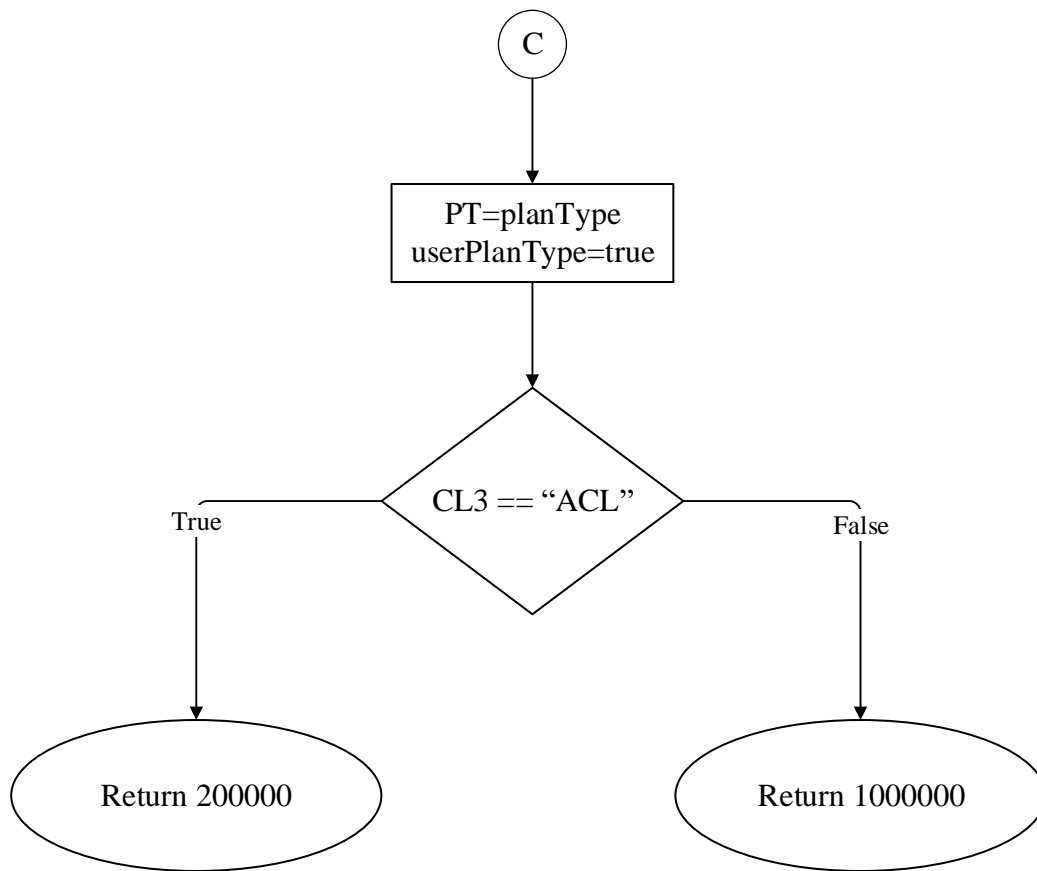 C
PT=planType
userPlanType=true
CL3 == “ACL”
True
False
Return 200000
Return 1000000